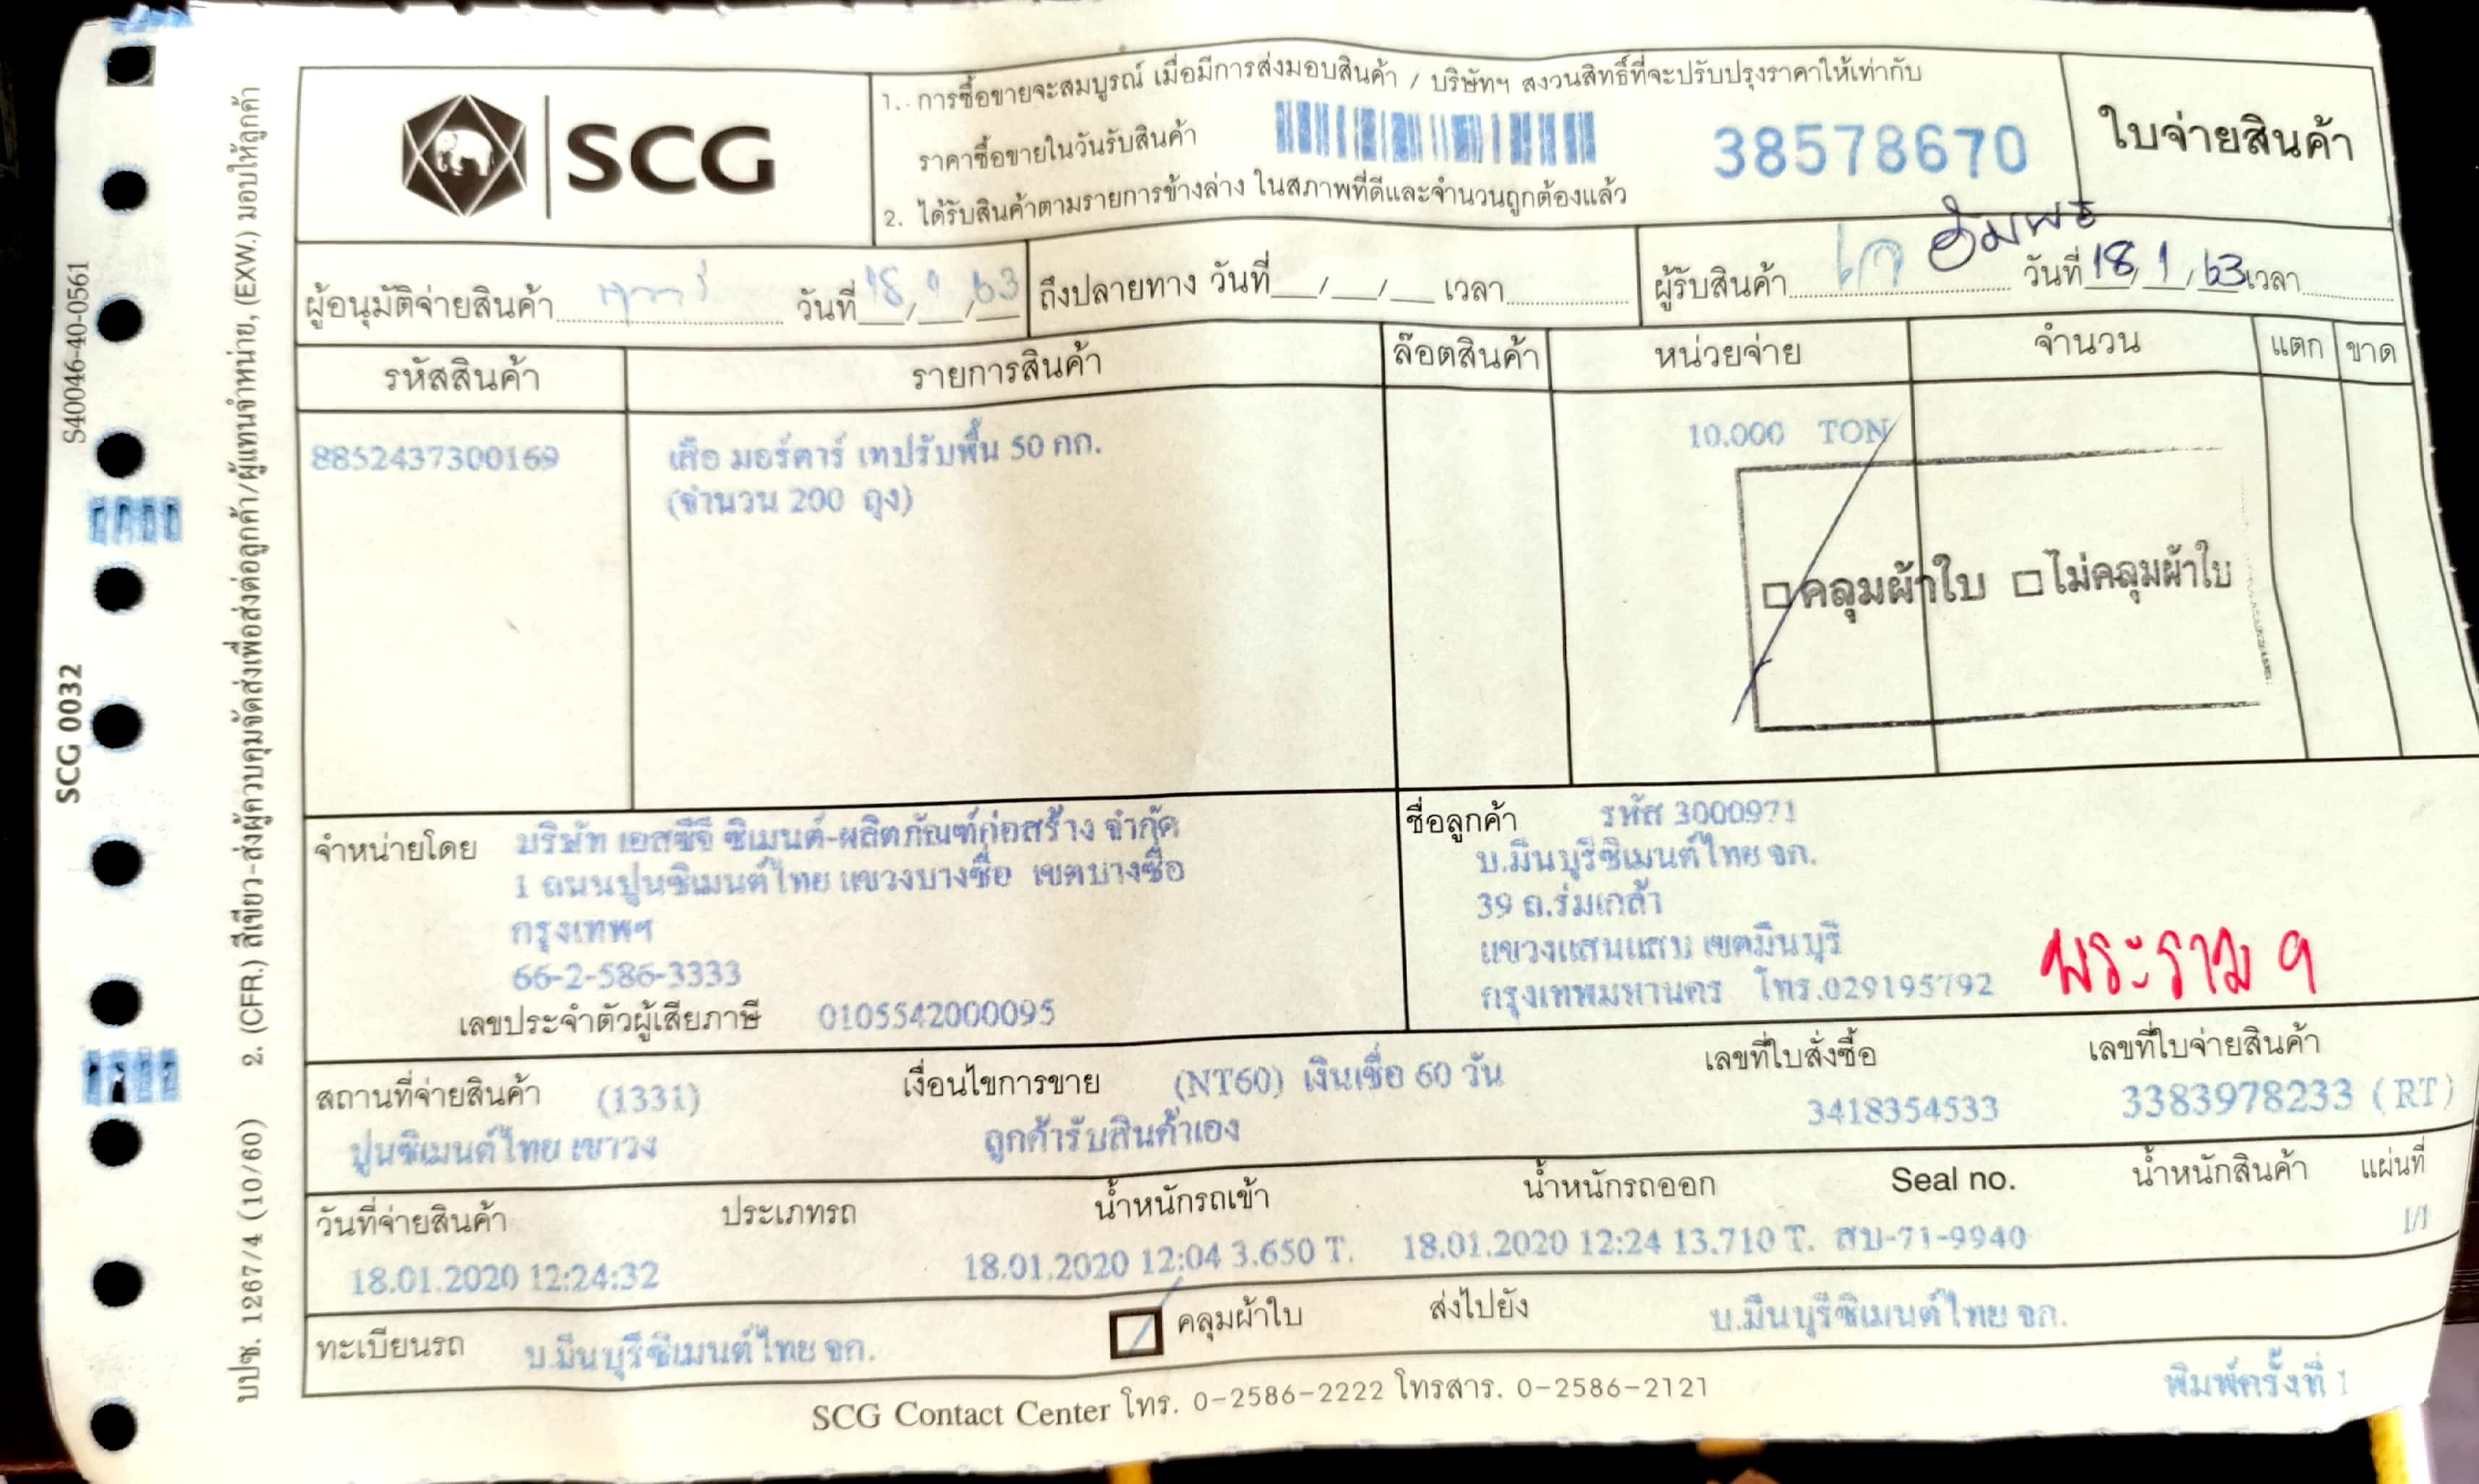 SCG
1. การซื้อขายจะสมบูรณ์ เมื่อมีการส่งมอบสินค้า / บริษัทฯ สงวนสิทธิ์ที่จะปรับปรุงราคาให้เท่ากับ
ราคาซื้อขายในวันรับสินค้า
38578670
2. ได้รับสินค้าตามรายการข้างล่าง ในสภาพที่ดีและจำนวนถูกต้องแล้ว
ใบจ่ายสินค้า
ผู้อนุมัติจ่ายสินค้า วันที่ 18/1/63 ถึงปลายทาง วันที่ __/__/__ เวลา ผู้รับสินค้า วันที่ 18/1/63 เวลา
รหัสสินค้า รายการสินค้า ล๊อตสินค้า หน่วยจ่าย จำนวน แตก ขาด
8852437300169 เสือ มอร์ตาร์ เทปรับพื้น 50 กก. 10.000 TON
(จำนวน 200 ถุง)
คลุมผ้าใบ ไม่คลุมผ้าใบ
จำหน่ายโดย บริษัท เอสซีจี ซิเมนต์-ผลิตภัณฑ์ก่อสร้าง จำกัด
1 ถนนปูนซิเมนต์ไทย แขวงบางซื่อ เขตบางซื่อ
กรุงเทพฯ
66-2-586-3333
เลขประจำตัวผู้เสียภาษี 0105542000095
ชื่อลูกค้า รหัส 3000971
บ.มีนบุรีซิเมนต์ไทย จก.
39 ถ.ร่มเกล้า
แขวงแสนแสบ เขตมีนบุรี
กรุงเทพมหานคร โทร.029195792
พระราม 9
สถานที่จ่ายสินค้า (1331) เงื่อนไขการขาย (NT60) เงินเชื่อ 60 วัน เลขที่ใบสั่งซื้อ เลขที่ใบจ่ายสินค้า
ปูนซิเมนต์ไทย เขาวง ลูกค้ารับสินค้าเอง 3418354533 3383978233 (RT)
วันที่จ่ายสินค้า ประเภทรถ น้ำหนักรถเข้า น้ำหนักรถออก Seal no. น้ำหนักสินค้า แผ่นที่
18.01.2020 12:24:32 18.01.2020 12:04 3.650 T. 18.01.2020 12:24 13.710 T. สบ-71-9940 1/1
ทะเบียนรถ บ.มีนบุรีซิเมนต์ไทย จก. คลุมผ้าใบ ส่งไปยัง บ.มีนบุรีซิเมนต์ไทย จก.
SCG Contact Center โทร. 0-2586-2222 โทรสาร. 0-2586-2121
พิมพ์ครั้งที่ 1
S40046-40-0561
SCG 0032
บปซ. 1267/4 (10/60) 2. (CFR.) สีเขียว-ส่งผู้ควบคุมจัดส่งเพื่อส่งต่อลูกค้า/ผู้แทนจำหน่าย, (EXW.) มอบให้ลูกค้า